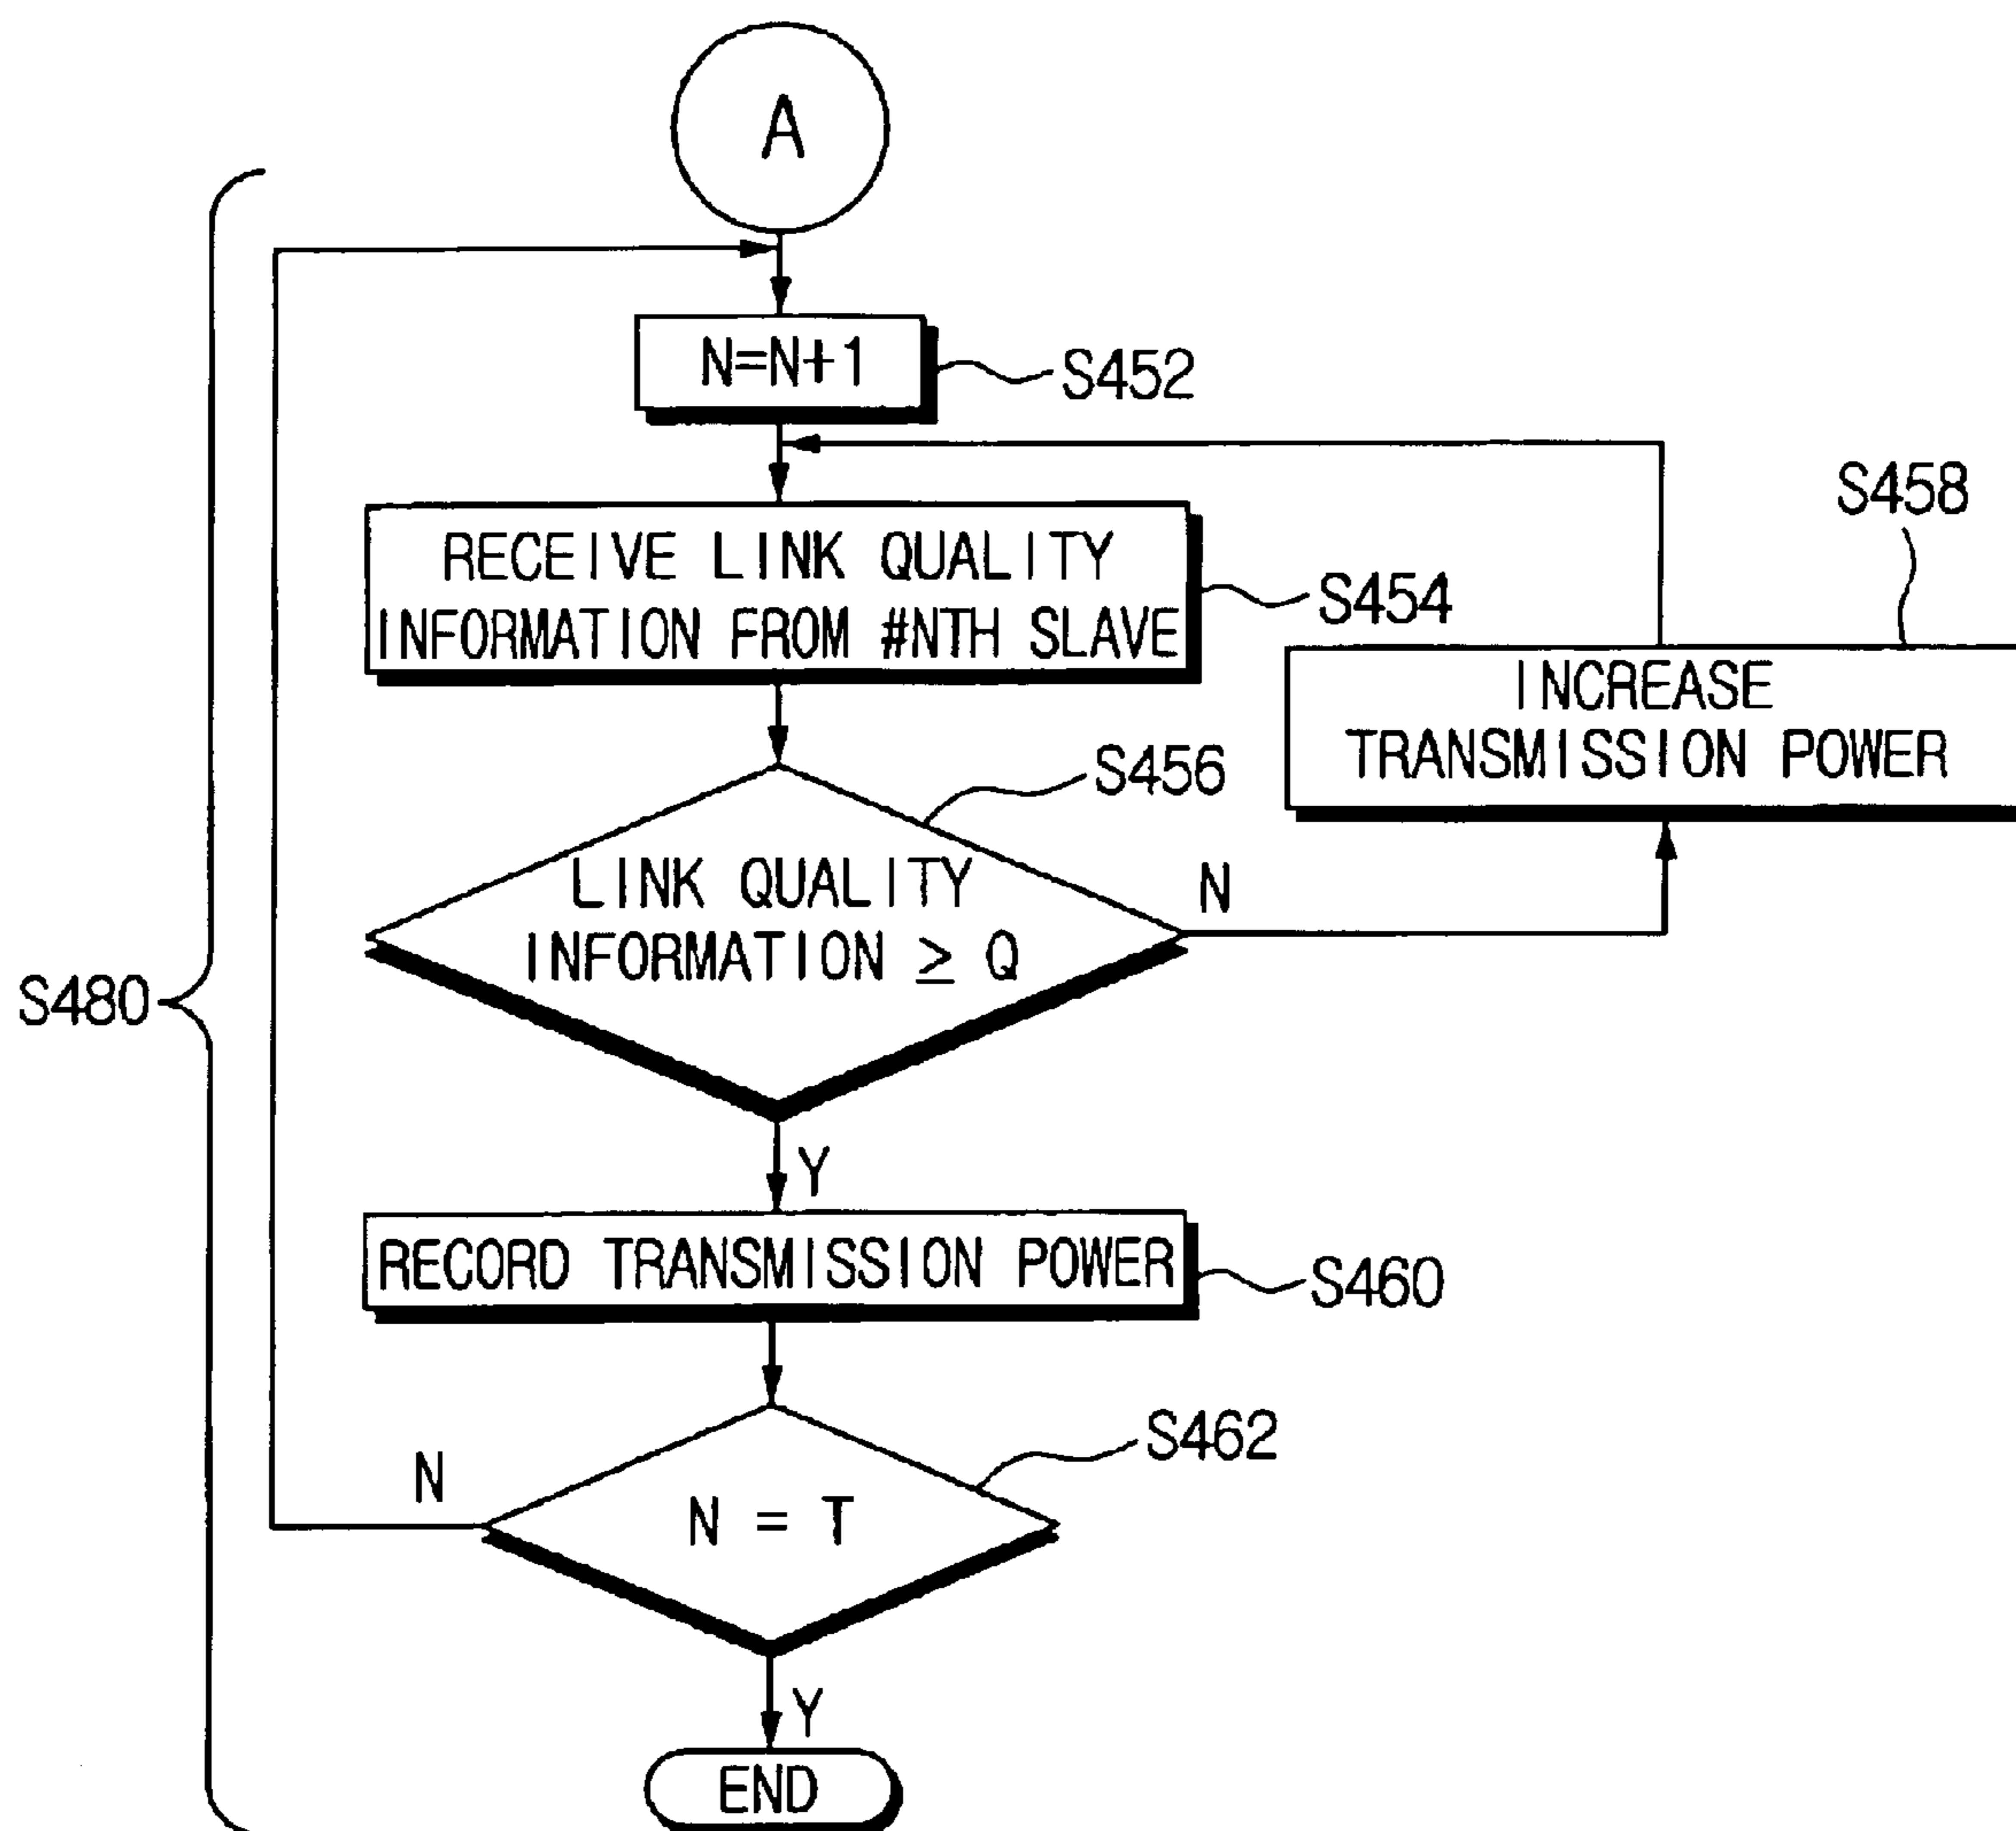 A
N=N+1
S452
RECEIVE LINK QUALITY
INFORMATION FROM #NTH SLAVE
S454
S458
INCREASE
TRANSMISSION POWER
S456
LINK QUALITY
INFORMATION ≥ Q
N
S480
Y
RECORD TRANSMISSION POWER
S460
S462
N
N = T
Y
END